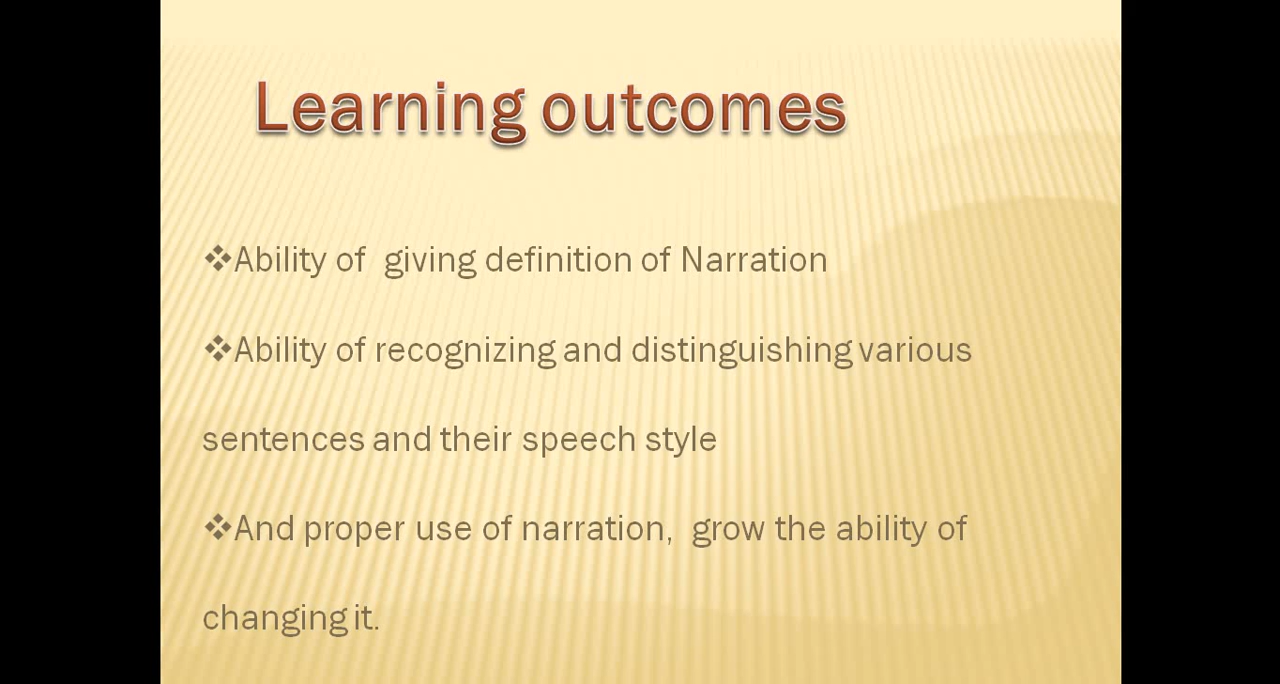 Learning outcomes
❖Ability of  giving definition of Narration
❖Ability of recognizing and distinguishing various
sentences and their speech style
❖And proper use of narration,  grow the ability of
changing it.